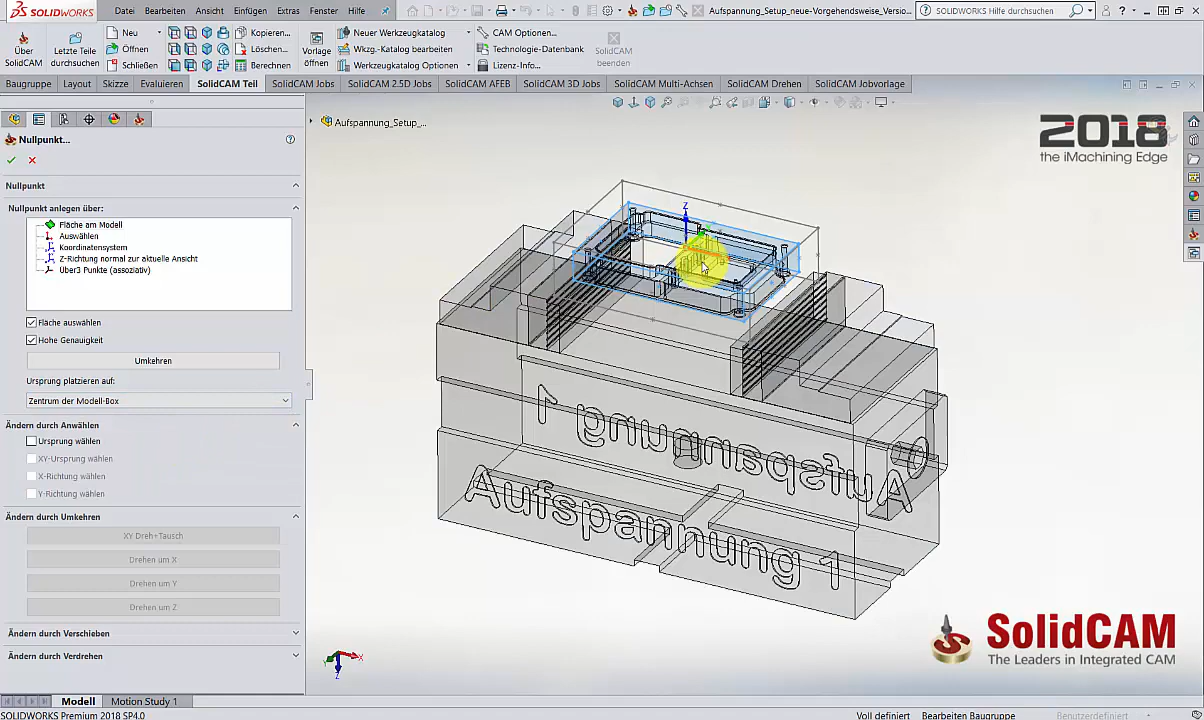 SOLIDWORKS Datei Bearbeiten Ansicht Einfügen Extras Fenster Hilfe Aufspannung_Setup_neue-Vorgehendsweise_Versio... SOLIDWORKS Hilfe durchsuchen
Über SolidCAM
Letzte Teile durchsuchen
Neu
Öffnen
Schließen
Kopieren...
Löschen...
Berechnen
Vorlage öffnen
Neuer Werkzeugkatalog
Wkzg.-Katalog bearbeiten
Werkzeugkatalog Optionen
CAM Optionen...
Technologie-Datenbank
Lizenz-Info...
SolidCAM beenden
Baugruppe Layout Skizze Evaluieren SolidCAM Teil SolidCAM Jobs SolidCAM 2.5D Jobs SolidCAM AFEB SolidCAM 3D Jobs SolidCAM Multi-Achsen SolidCAM Drehen SolidCAM Jobvorlage
Aufspannung_Setup_...
2018
the iMachining Edge
Nullpunkt...
Nullpunkt
Nullpunkt anlegen über:
Fläche am Modell
Auswählen
Koordinatensystem
Z-Richtung normal zur aktuelle Ansicht
Über3 Punkte (assoziativ)
Fläche auswählen
Hohe Genauigkeit
Umkehren
Ursprung platzieren auf:
Zentrum der Modell-Box
Ändern durch Anwählen
Ursprung wählen
XY-Ursprung wählen
X-Richtung wählen
Y-Richtung wählen
Ändern durch Umkehren
XY Dreh+Tausch
Drehen um X
Drehen um Y
Drehen um Z
Ändern durch Verschieben
Ändern durch Verdrehen
Z
Aufspannung 1
Aufspannung 1
X
Y
Z
SolidCAM
The Leaders in Integrated CAM
Modell Motion Study 1
SOLIDWORKS Premium 2018 SP4.0 Voll definiert Bearbeiten Baugruppe Benutzerdefiniert